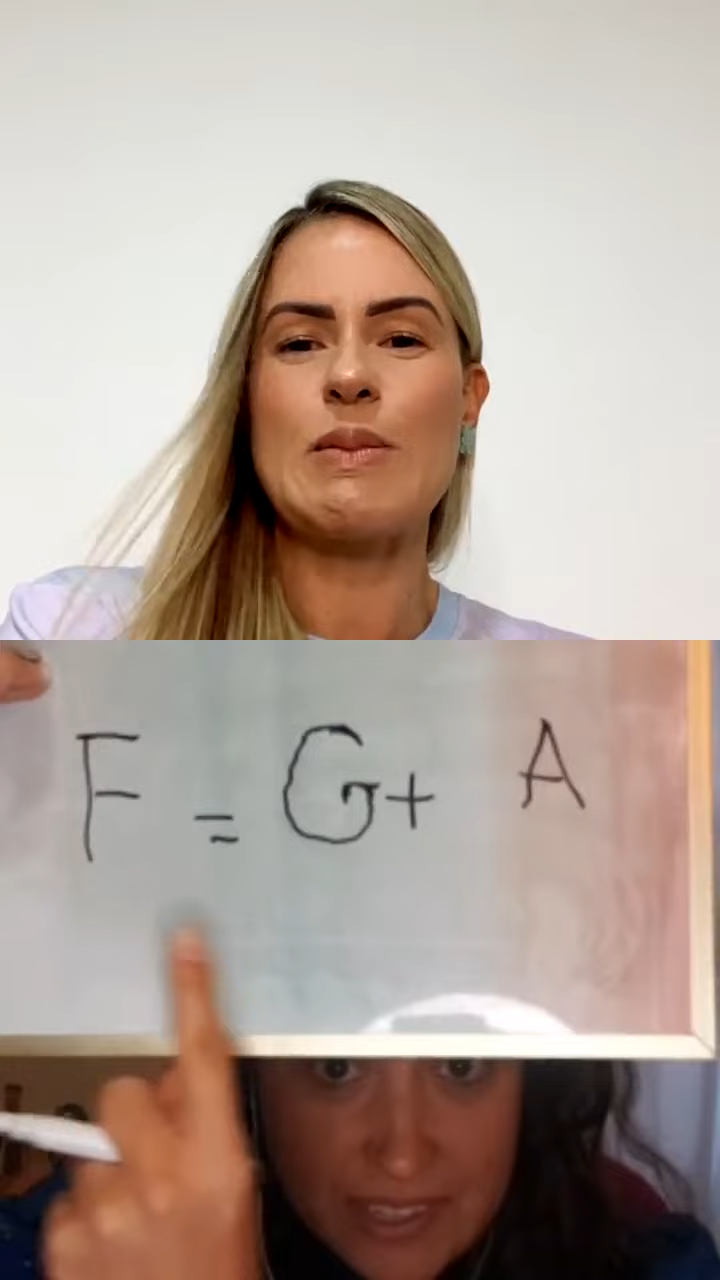 F = G + A